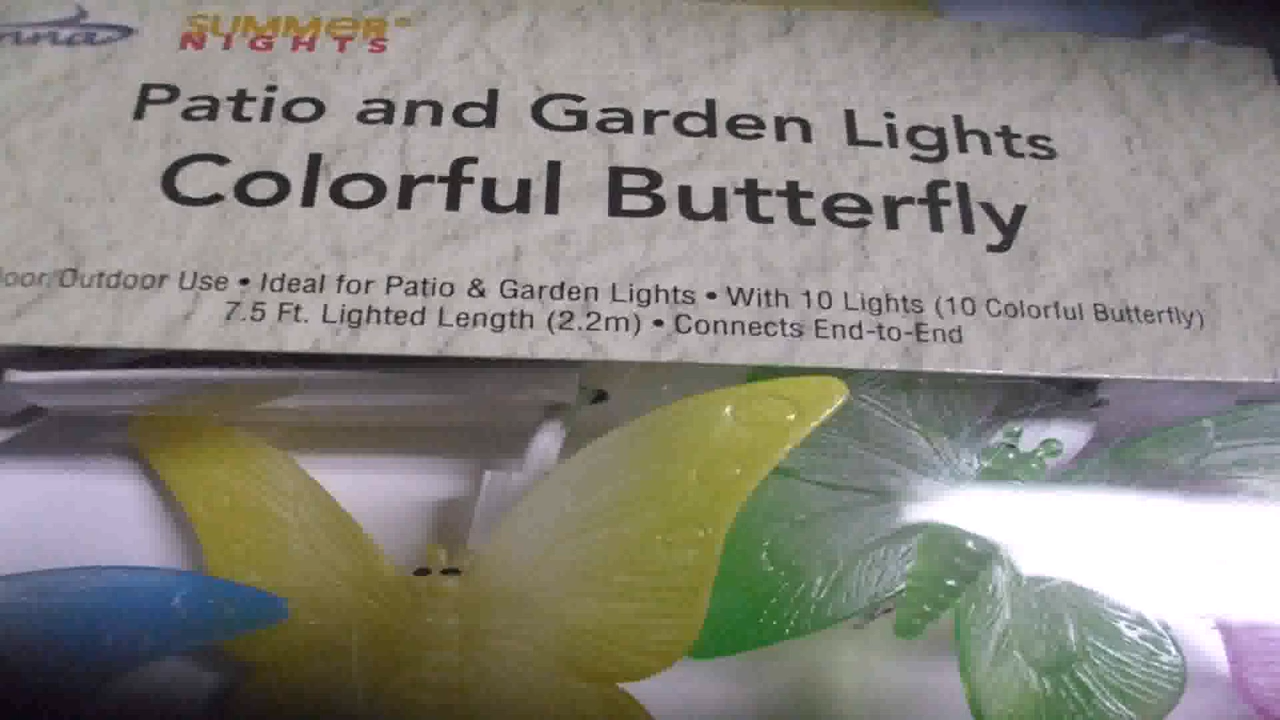 SUMMER
NIGHTS
Patio and Garden Lights
Colorful Butterfly
Outdoor Use • Ideal for Patio & Garden Lights • With 10 Lights (10 Colorful Butterfly)
7.5 Ft. Lighted Length (2.2m) • Connects End-to-End